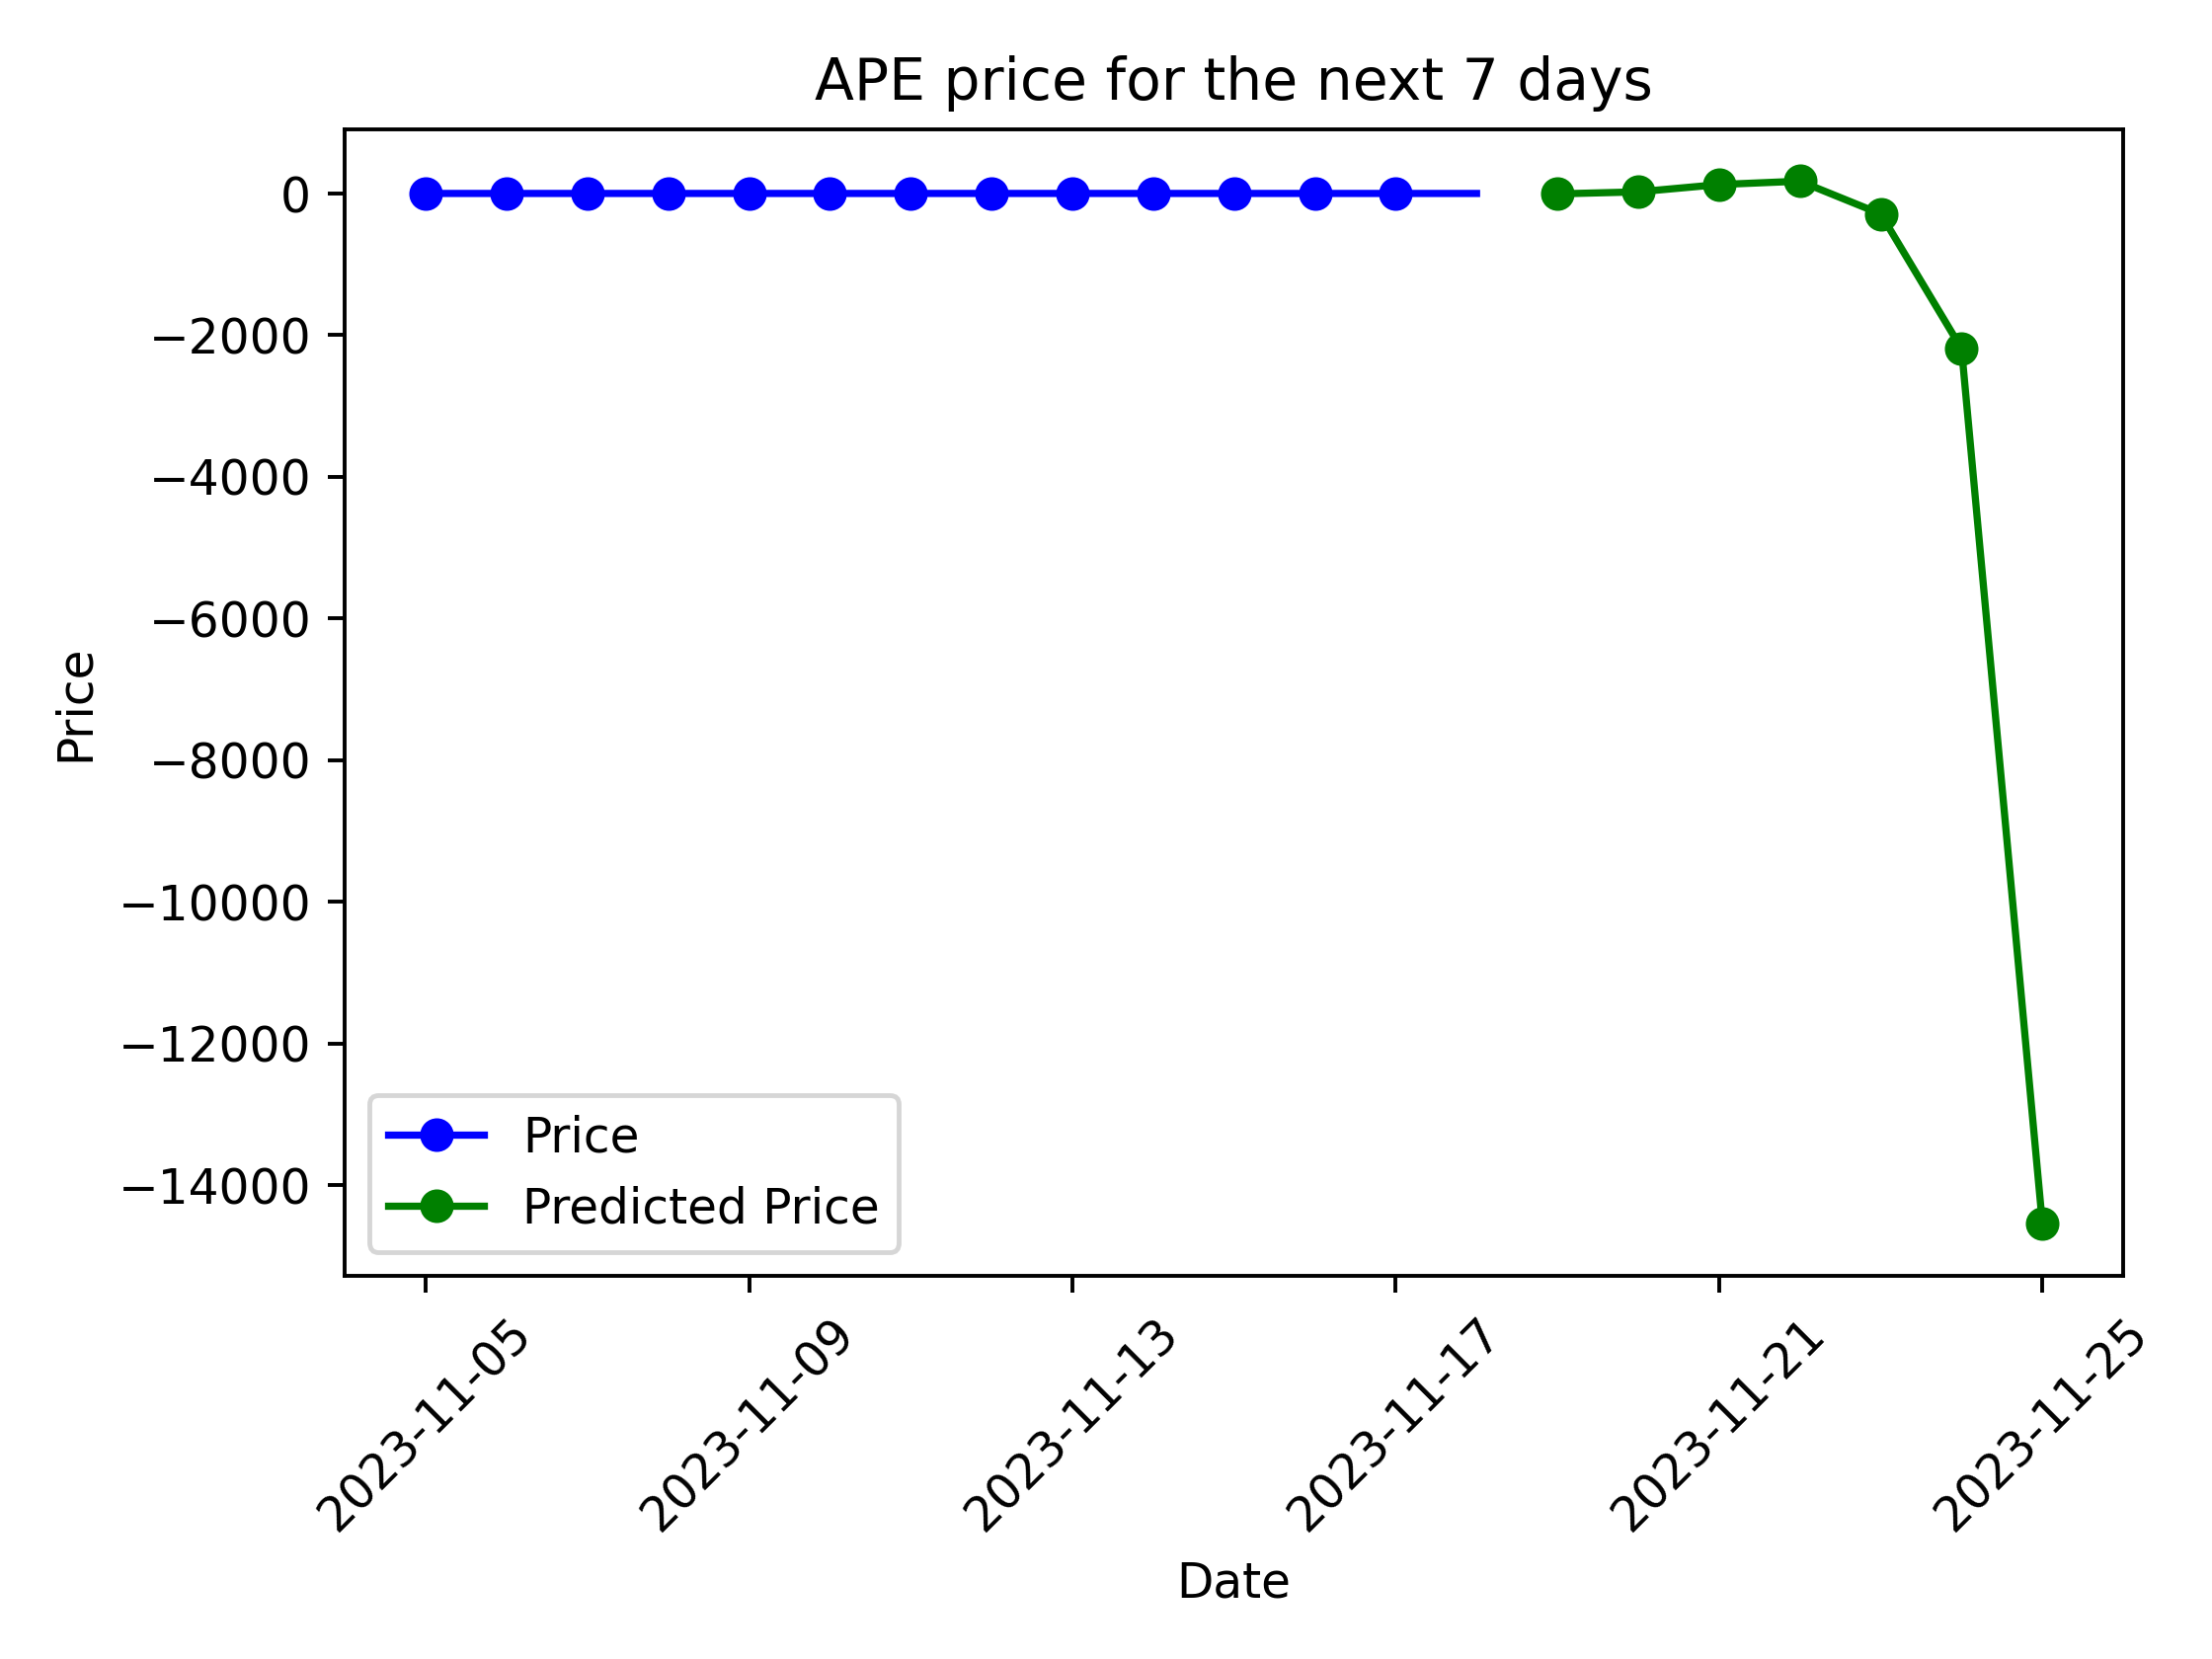 APE price for the next 7 days
Price
0
−2000
−4000
−6000
−8000
−10000
−12000
−14000
Price
Predicted Price
2023-11-05
2023-11-09
2023-11-13
2023-11-17
2023-11-21
2023-11-25
Date